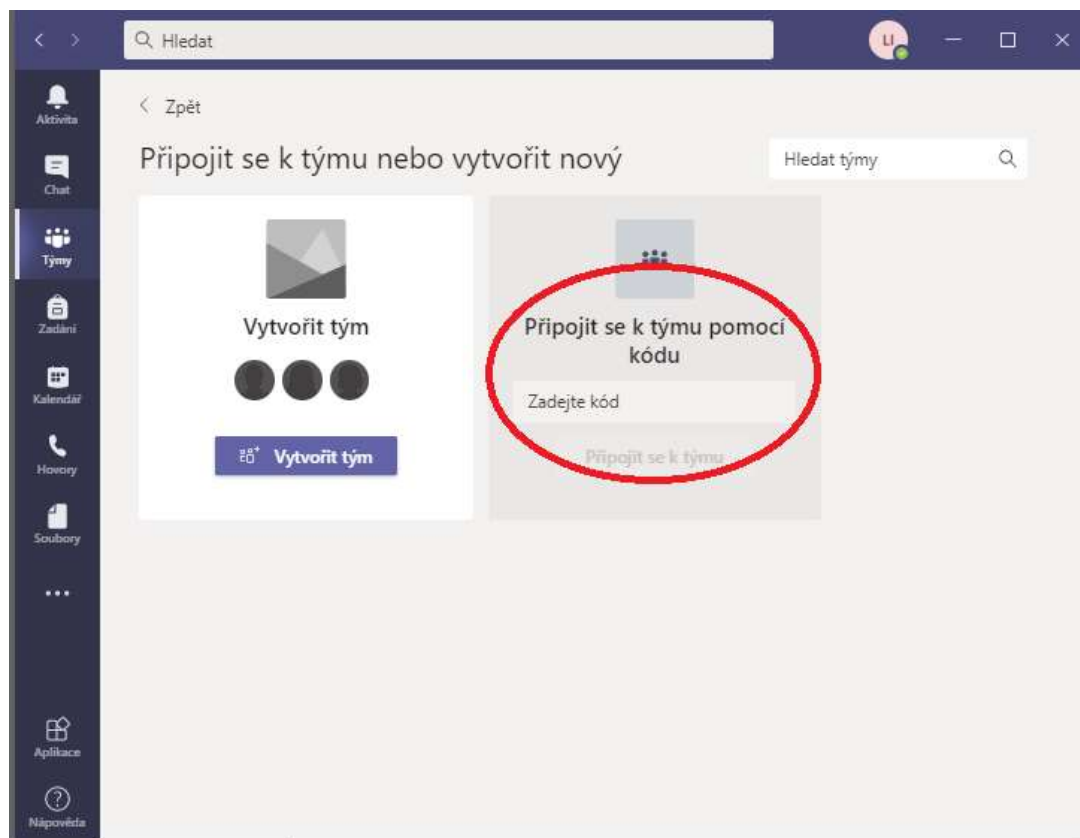 Hledat
LI
Aktivita
Chat
Týmy
Zadání
Kalendář
Hovory
Soubory
Aplikace
Nápověda
Zpět
Připojit se k týmu nebo vytvořit nový
Hledat týmy
Vytvořit tým
Vytvořit tým
Připojit se k týmu pomocí
kódu
Zadejte kód
Připojit se k týmu